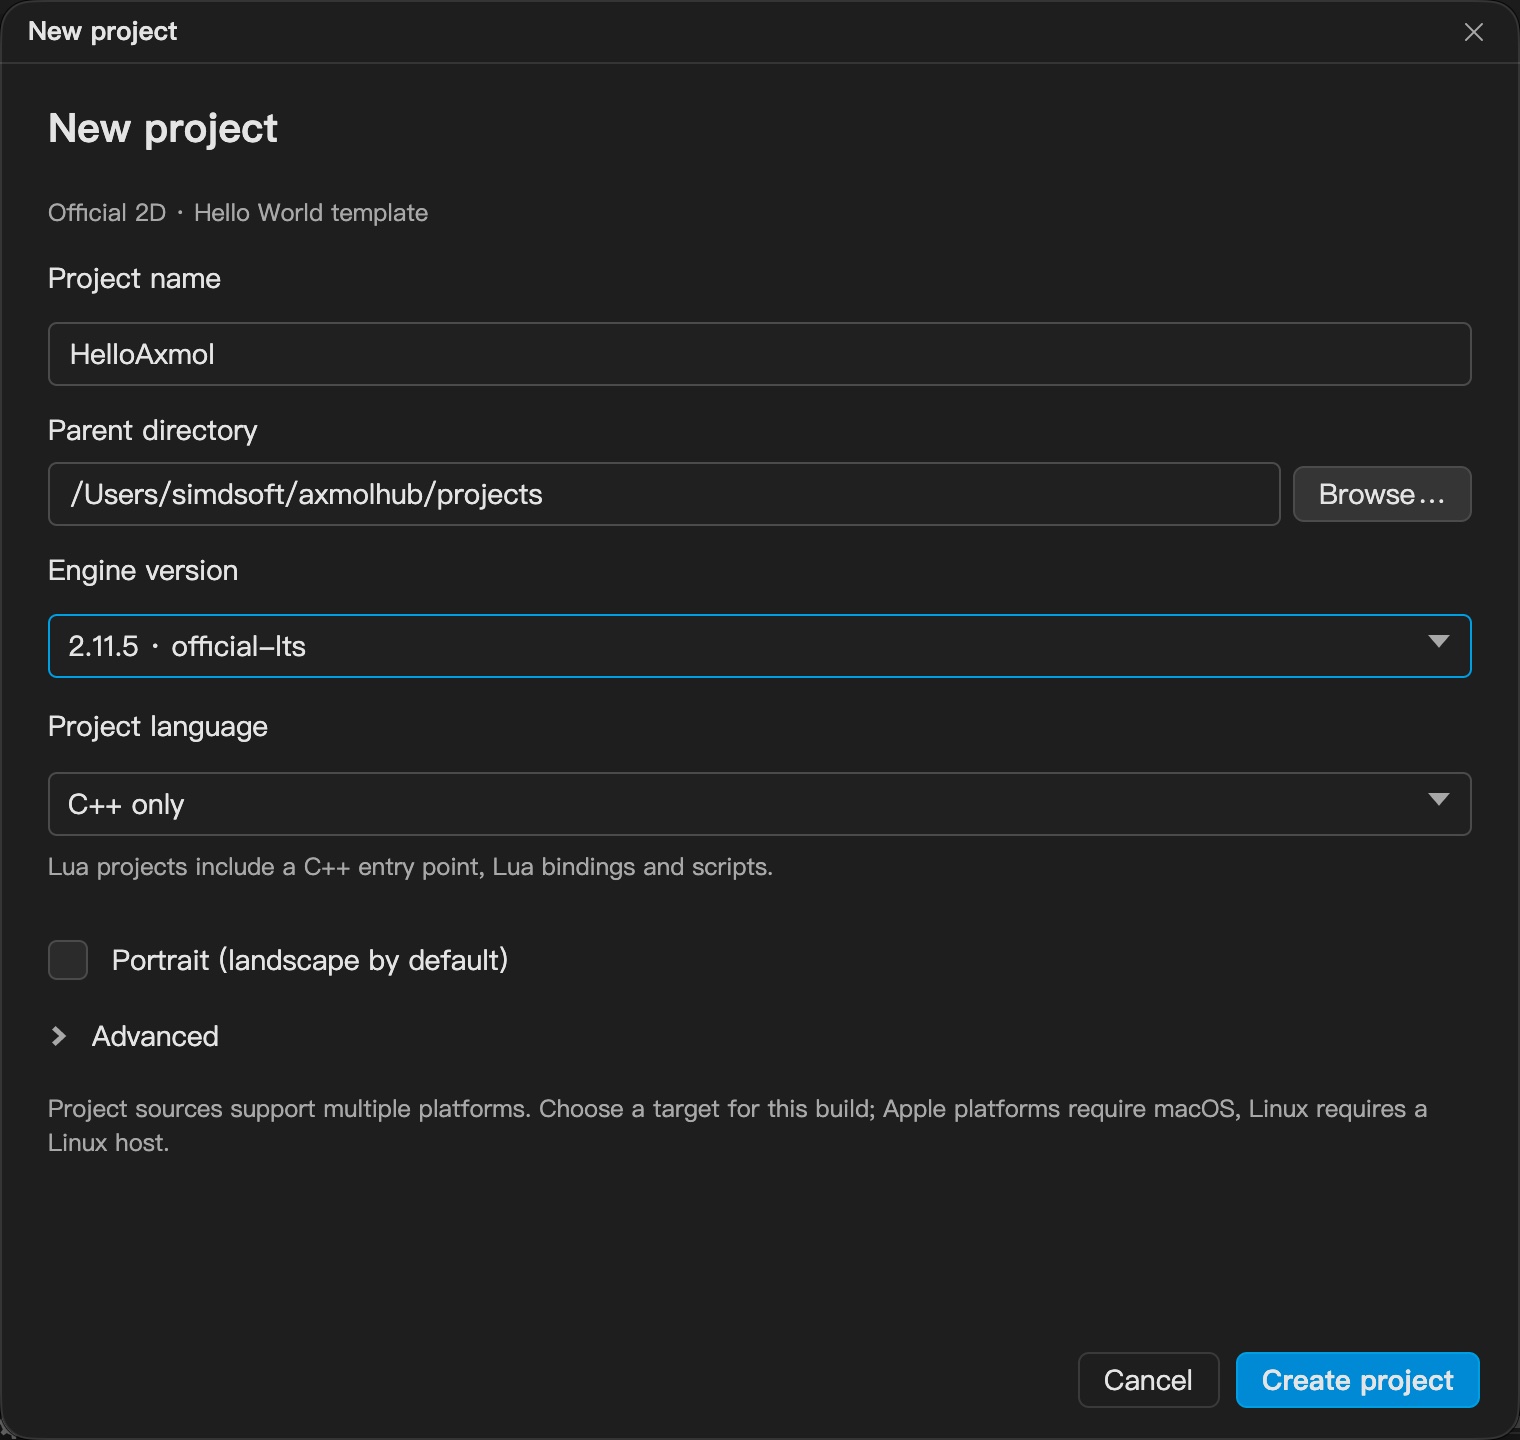 New project
New project
Official 2D · Hello World template
Project name
HelloAxmol
Parent directory
/Users/simdsoft/axmolhub/projects
Browse...
Engine version
2.11.5 · official-lts
Project language
C++ only
Lua projects include a C++ entry point, Lua bindings and scripts.
Portrait (landscape by default)
Advanced
Project sources support multiple platforms. Choose a target for this build; Apple platforms require macOS, Linux requires a
Linux host.
Cancel
Create project